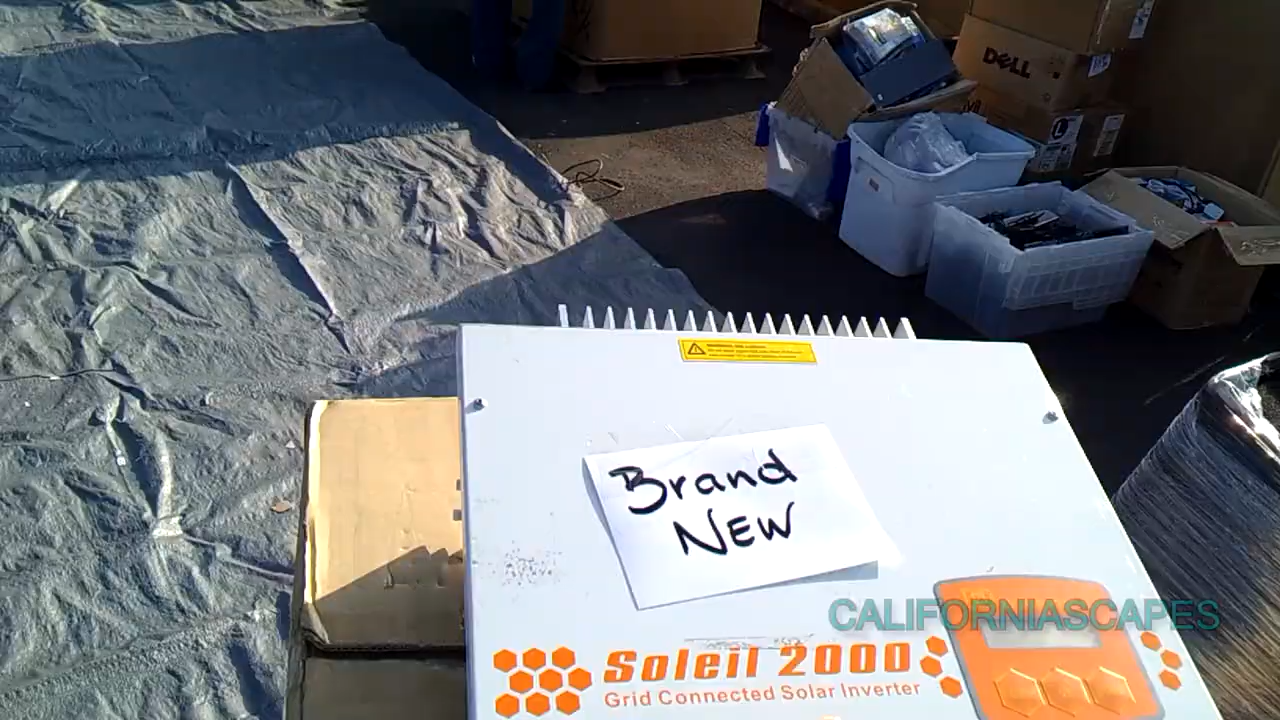 DELL
Brand
NEW
CALIFORNIASCAPES
Soleil 2000
Grid Connected Solar Inverter